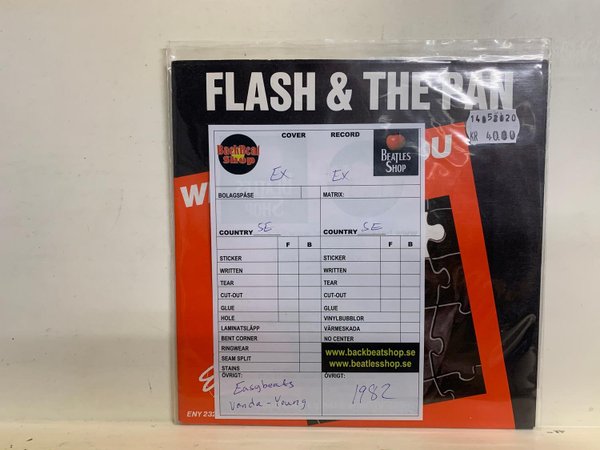 FLASH & THE PAN
14052020
KR 40.00
COVER RECORD
BackBeat Shop
BEATLES SHOP
Ex Ex
BOLAGSPÅSE MATRIX:
COUNTRY SE COUNTRY SE
F B F B
STICKER STICKER
WRITTEN WRITTEN
TEAR TEAR
CUT-OUT CUT-OUT
GLUE GLUE
HOLE VINYLBUBBLOR
LAMINATSLÄPP VÄRMESKADA
BENT CORNER NO CENTER
RINGWEAR
SEAM SPLIT
STAINS
www.backbeatshop.se
www.beatlesshop.se
ÖVRIGT: ÖVRIGT:
Easybeats
Vanda-Young
1982
W
OU
ENY 232